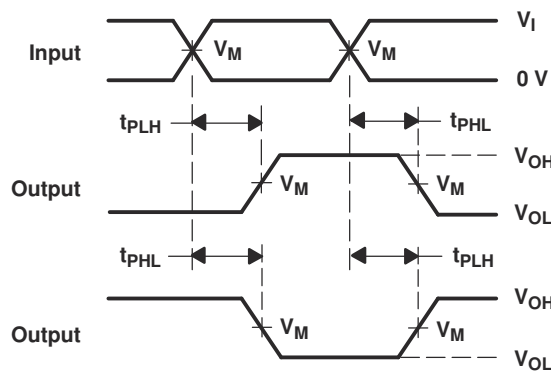 V_I
Input V_M V_M
0 V
t_PLH t_PHL
V_OH
Output V_M V_M
V_OL
t_PHL t_PLH
V_OH
Output V_M V_M
V_OL